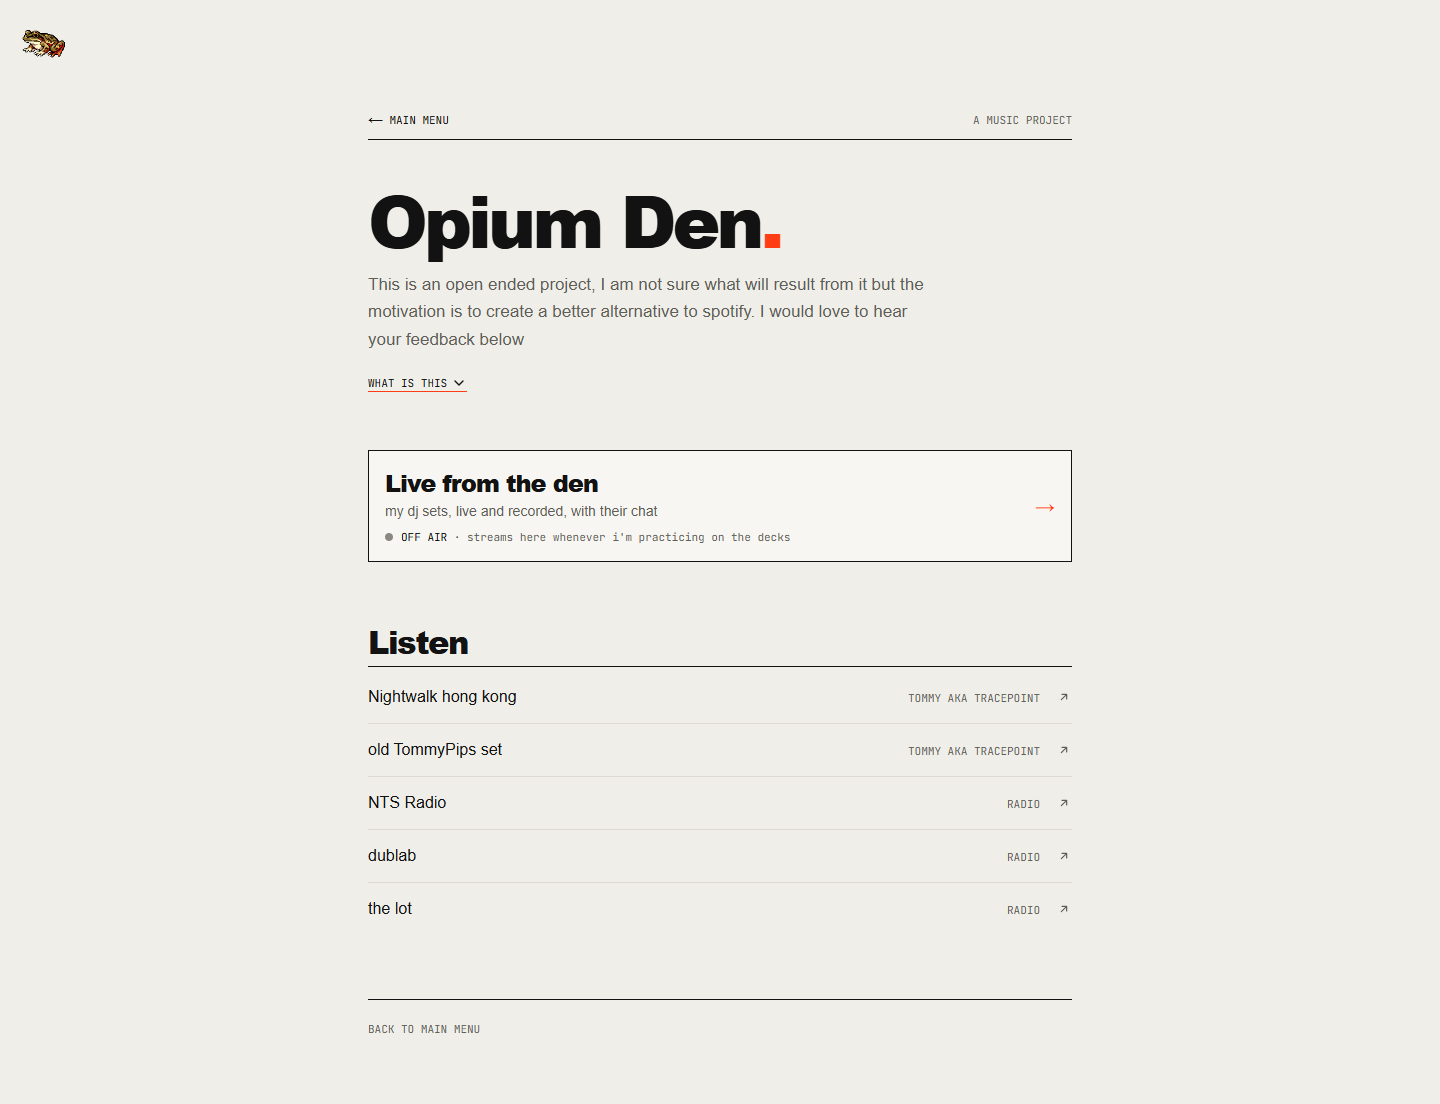 ← MAIN MENU
A MUSIC PROJECT
Opium Den.
This is an open ended project, I am not sure what will result from it but the
motivation is to create a better alternative to spotify. I would love to hear
your feedback below
WHAT IS THIS
Live from the den
my dj sets, live and recorded, with their chat
→
OFF AIR · streams here whenever i'm practicing on the decks
Listen
Nightwalk hong kong TOMMY AKA TRACEPOINT ↗
old TommyPips set TOMMY AKA TRACEPOINT ↗
NTS Radio RADIO ↗
dublab RADIO ↗
the lot RADIO ↗
BACK TO MAIN MENU